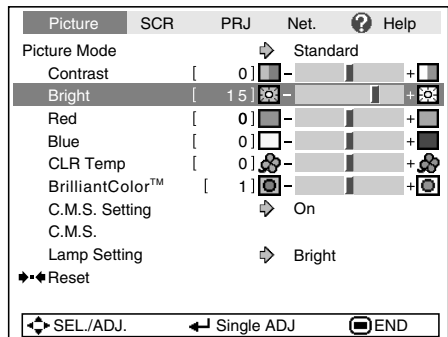 Picture SCR PRJ Net. ? Help
Picture Mode Standard
Contrast [ 0] - +
Bright [ 15] - +
Red [ 0] - +
Blue [ 0] - +
CLR Temp [ 0] - +
BrilliantColor™ [ 1] - +
C.M.S. Setting On
C.M.S.
Lamp Setting Bright
Reset
SEL./ADJ. Single ADJ END